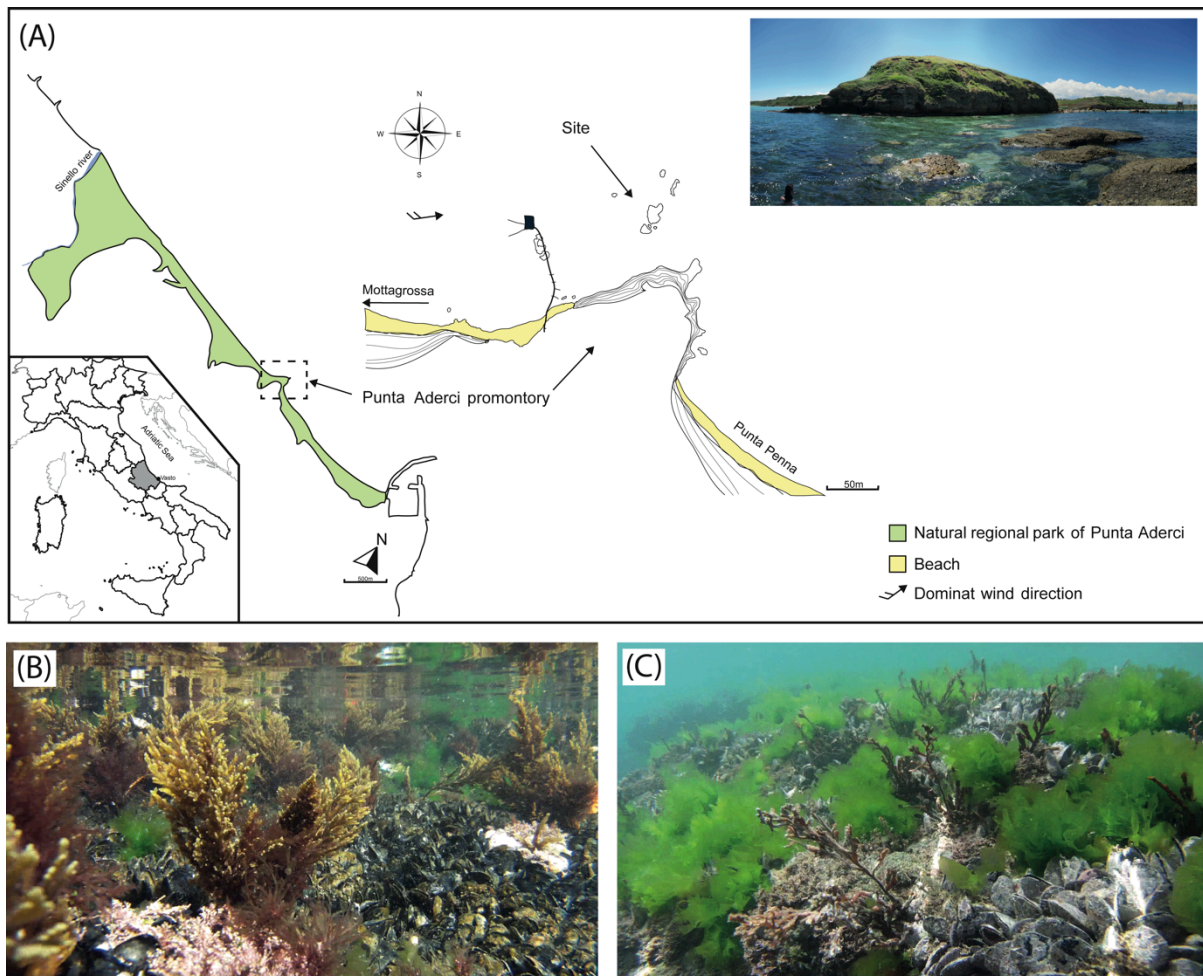 (A)
N
W
E
S
Site
Sinello river
Mottagrossa
Punta Aderci promontory
Adriatic Sea
Vasto
Punta Penna
50m
N
500m
Natural regional park of Punta Aderci
Beach
Dominat wind direction
(B)
(C)